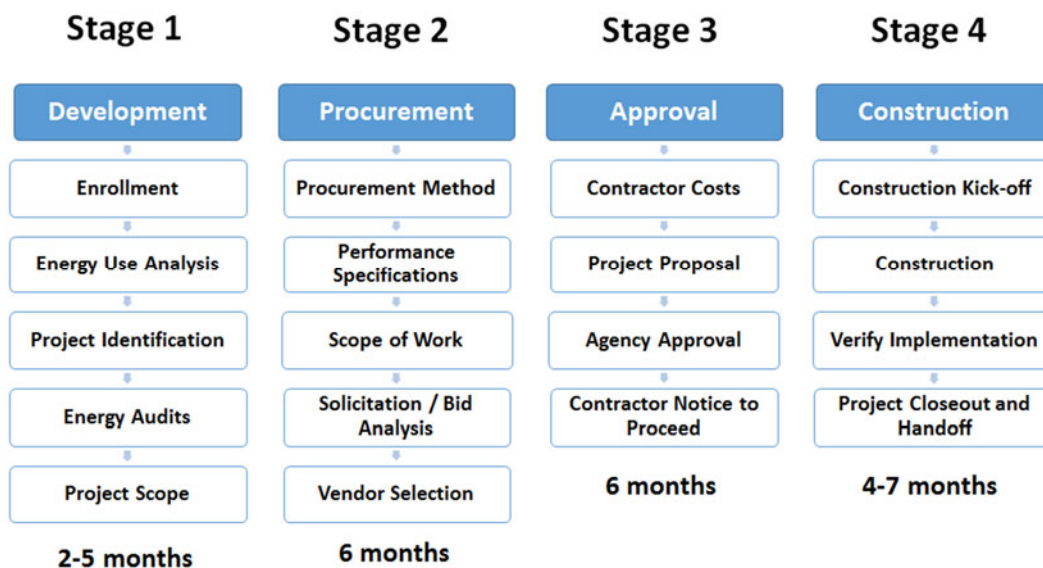 Stage 1
Stage 2
Stage 3
Stage 4
Development
Enrollment
Energy Use Analysis
Project Identification
Energy Audits
Project Scope
2-5 months
Procurement
Procurement Method
Performance
Specifications
Scope of Work
Solicitation / Bid
Analysis
Vendor Selection
6 months
Approval
Contractor Costs
Project Proposal
Agency Approval
Contractor Notice to
Proceed
6 months
Construction
Construction Kick-off
Construction
Verify Implementation
Project Closeout and
Handoff
4-7 months